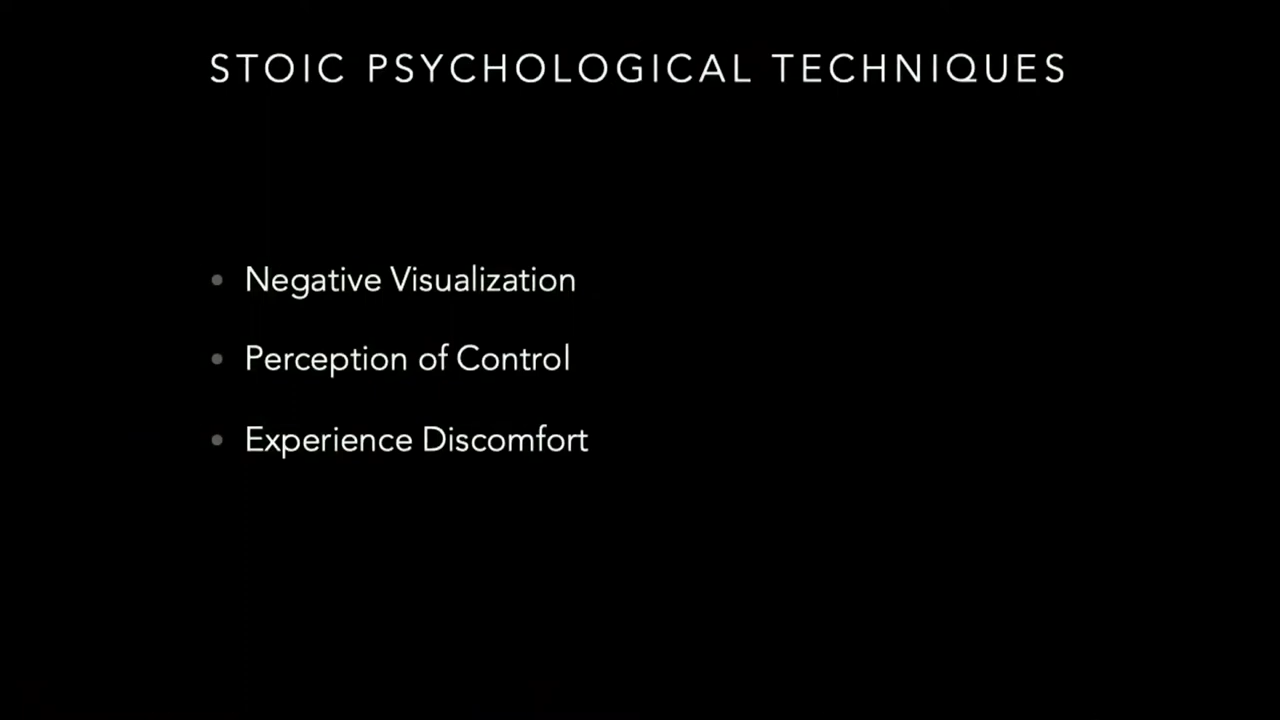 STOIC PSYCHOLOGICAL TECHNIQUES
• Negative Visualization
• Perception of Control
• Experience Discomfort